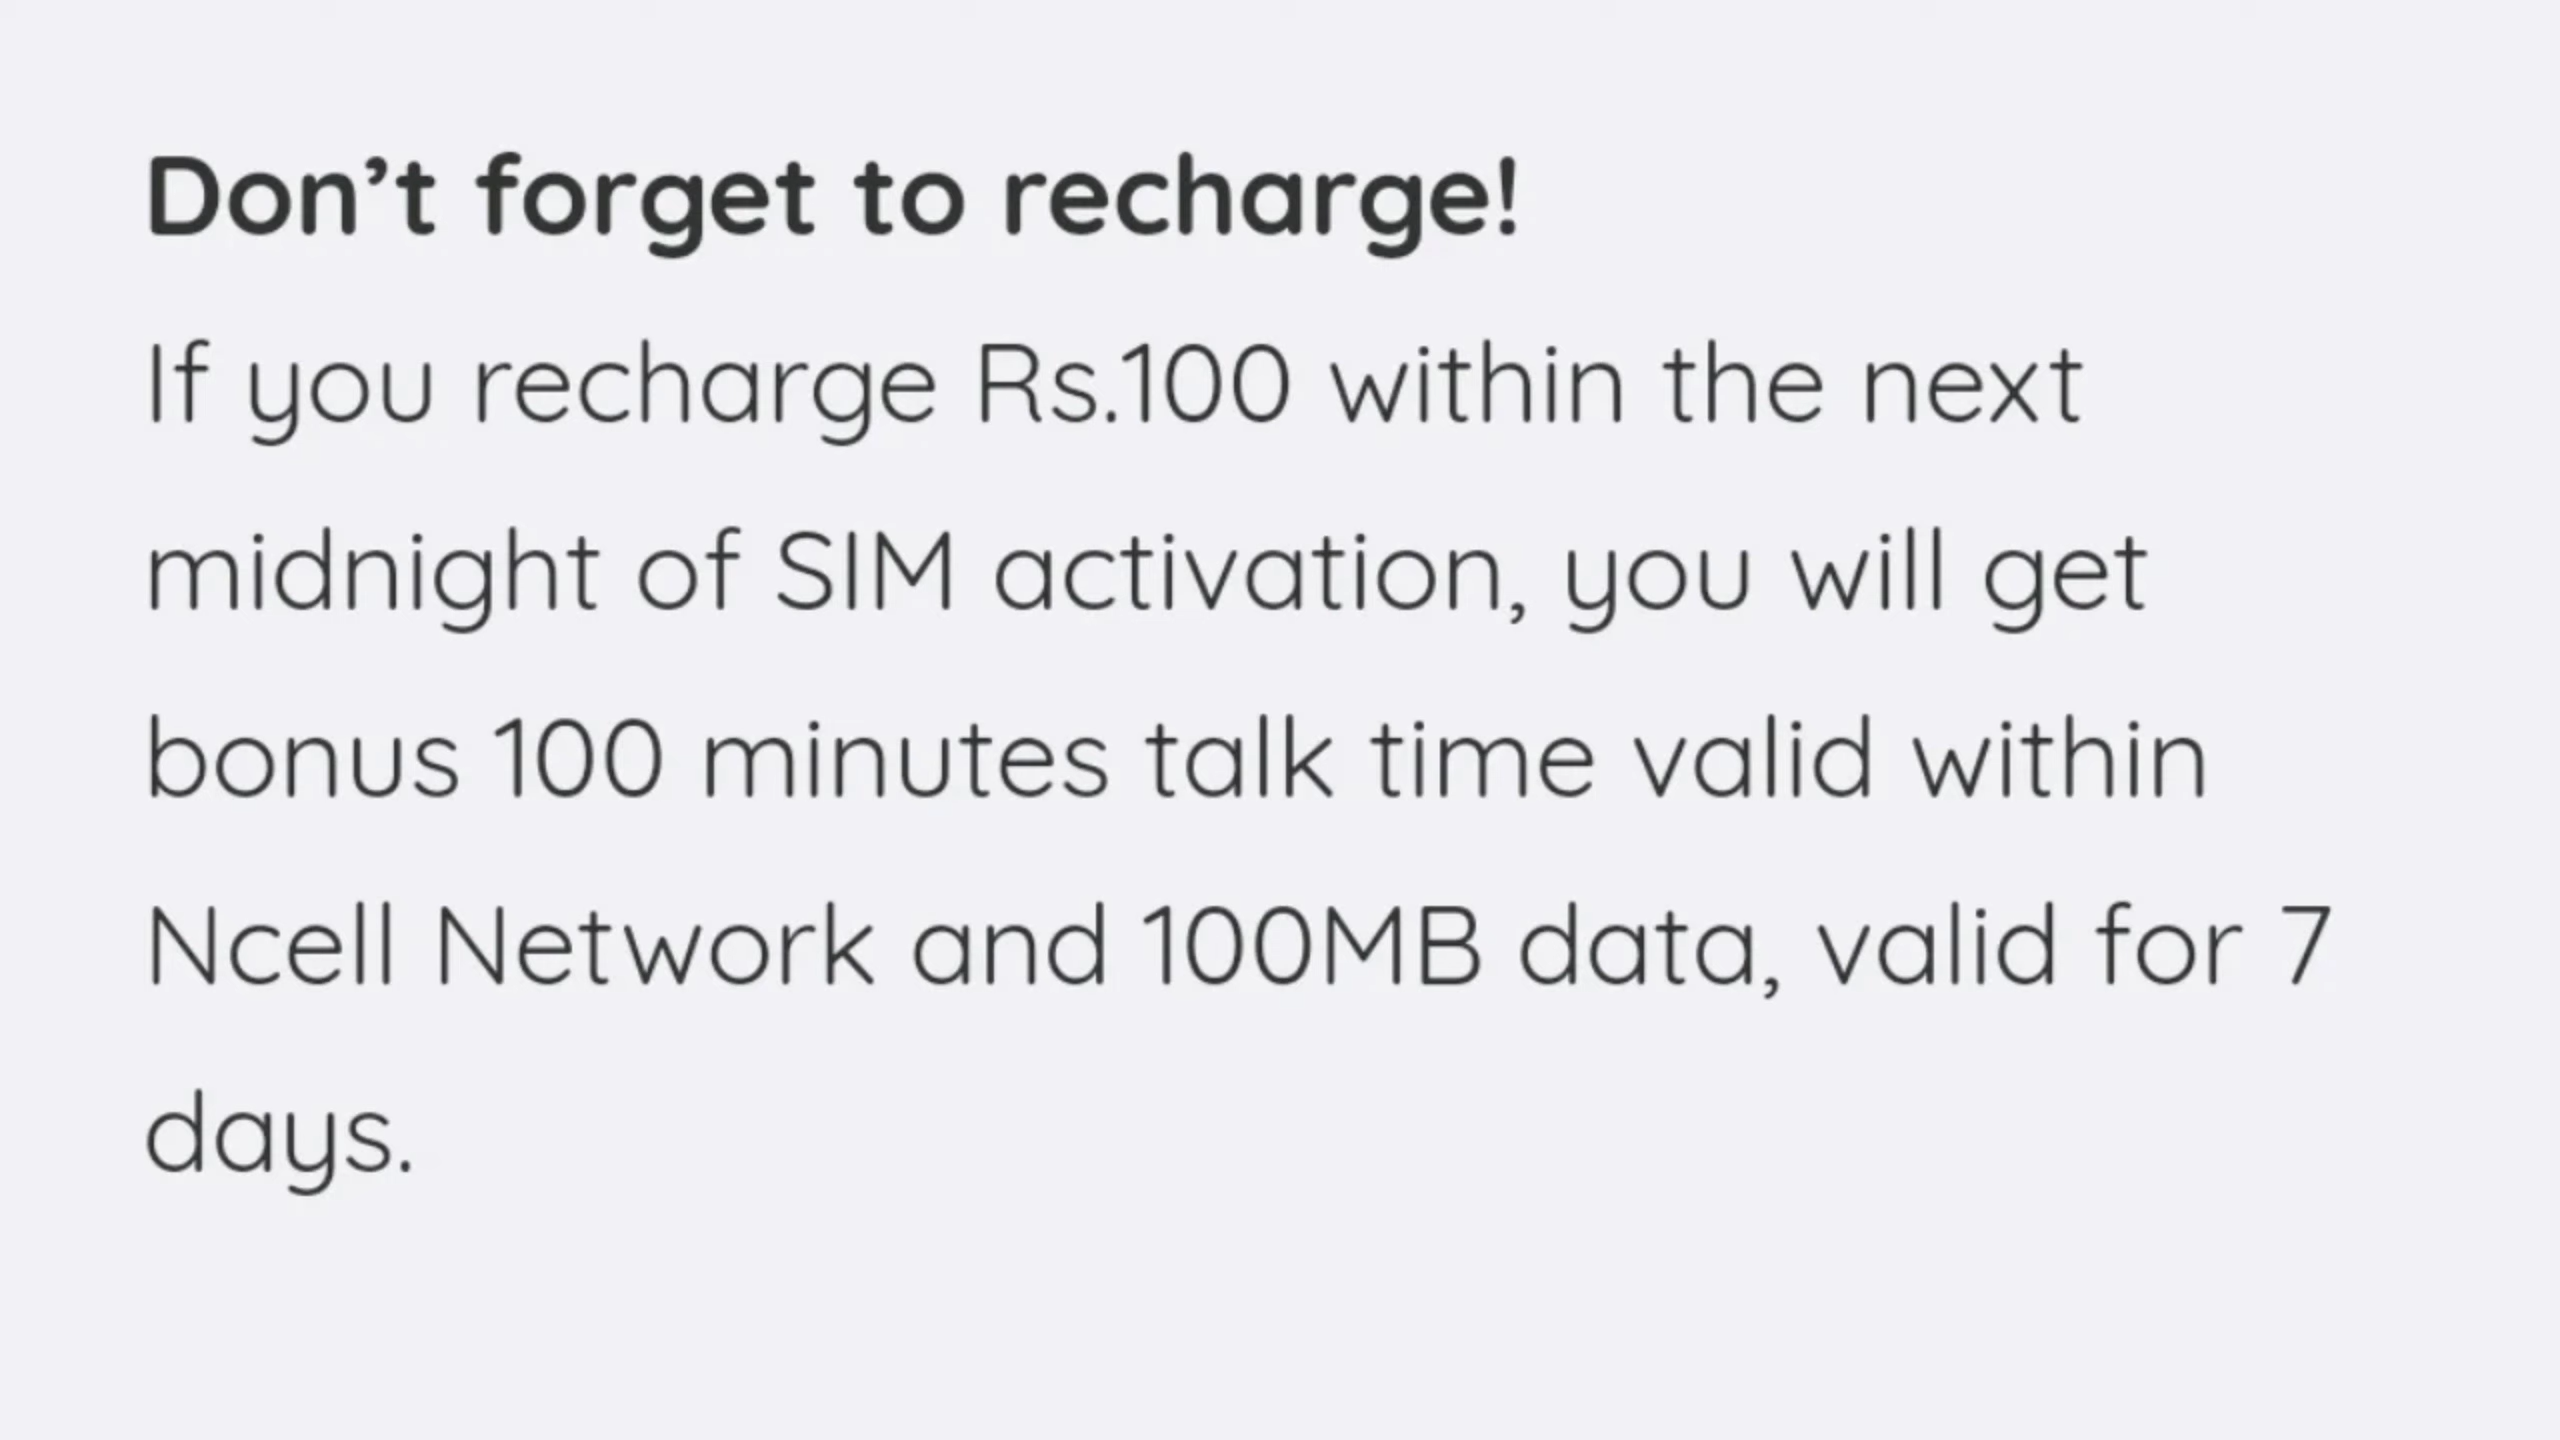 Don’t forget to recharge!
If you recharge Rs.100 within the next
midnight of SIM activation, you will get
bonus 100 minutes talk time valid within
Ncell Network and 100MB data, valid for 7
days.